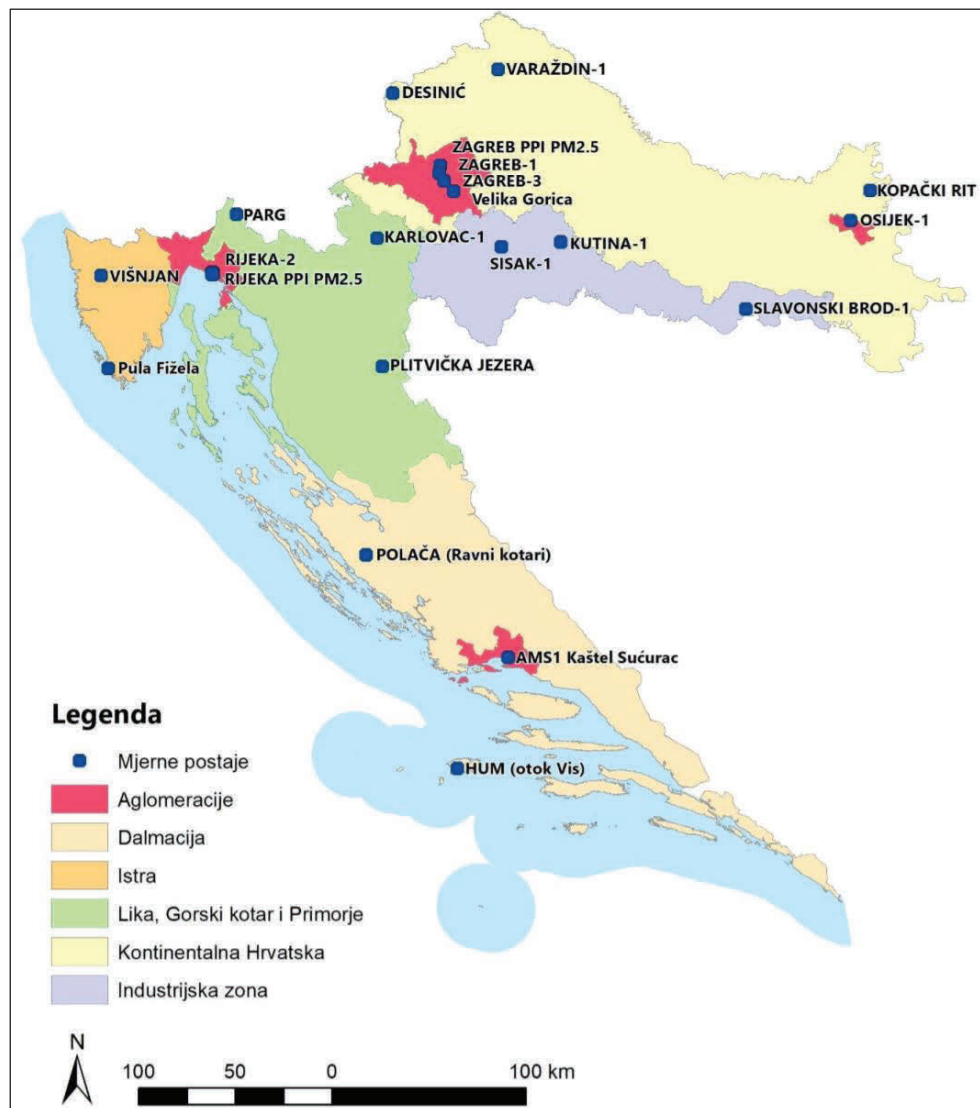 VARAŽDIN-1
DESINIĆ
ZAGREB PPI PM2.5
ZAGREB-1
ZAGREB-3
Velika Gorica
KOPAČKI RIT
PARG
OSIJEK-1
KARLOVAC-1
KUTINA-1
SISAK-1
RIJEKA-2
VIŠNJAN
RIJEKA PPI PM2.5
SLAVONSKI BROD-1
Pula Fižela
PLITVIČKA JEZERA
POLAČA (Ravni kotari)
AMS1 Kaštel Sućurac
HUM (otok Vis)
Legenda
Mjerne postaje
Aglomeracije
Dalmacija
Istra
Lika, Gorski kotar i Primorje
Kontinentalna Hrvatska
Industrijska zona
N
100 50 0 100 km